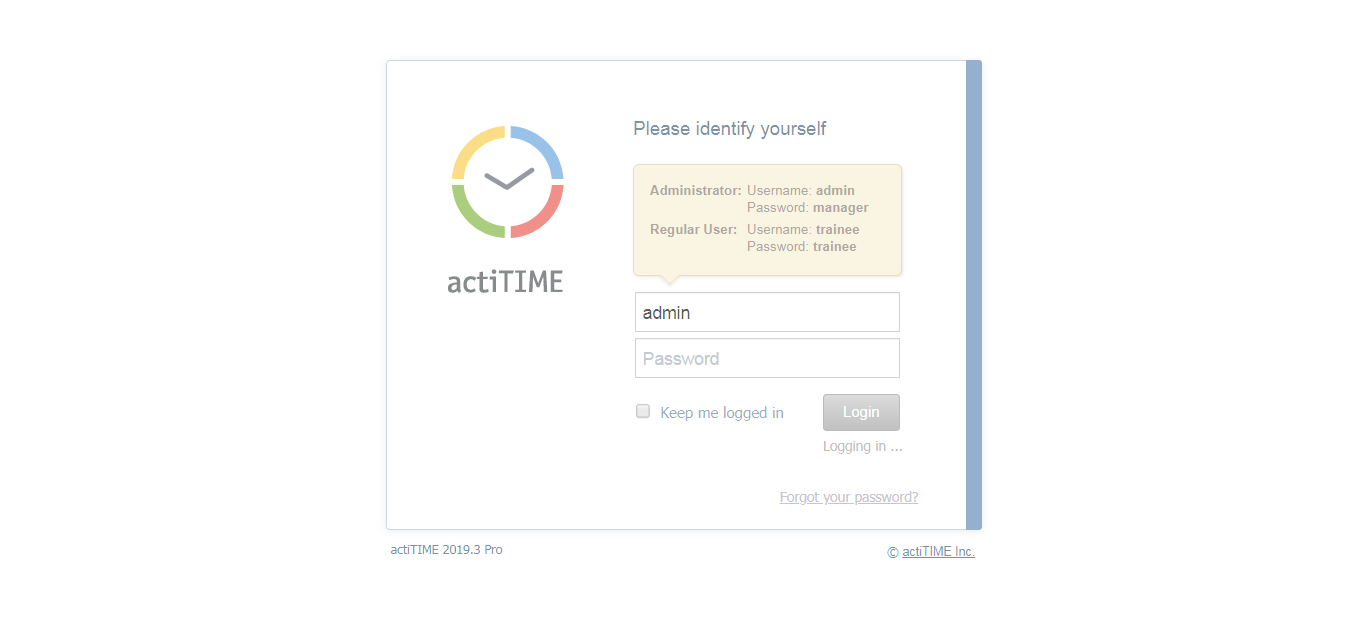 Please identify yourself
Administrator: Username: admin
Password: manager
Regular User: Username: trainee
Password: trainee
actiTIME
admin
Password
Keep me logged in
Login
Logging in ...
Forgot your password?
actiTIME 2019.3 Pro
© actiTIME Inc.